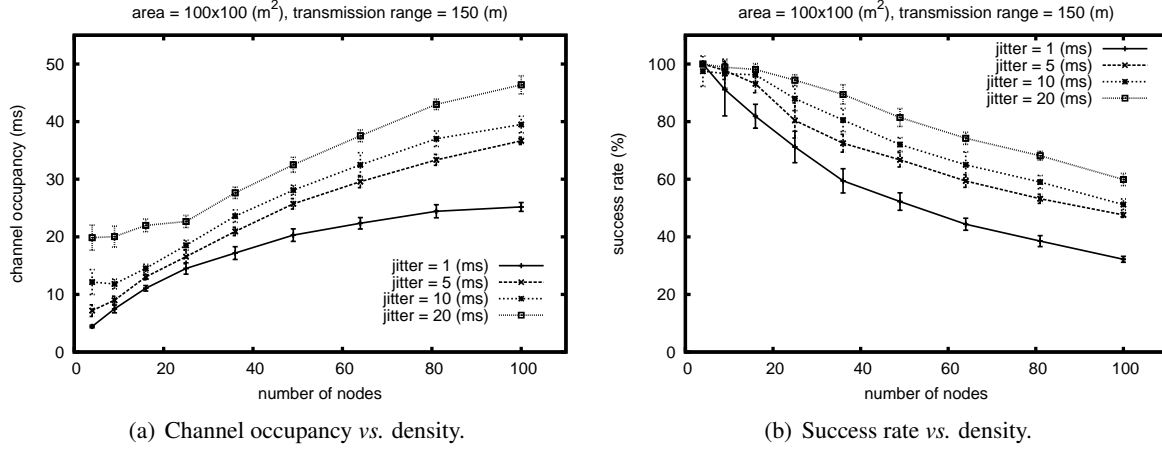 area = 100x100 (m²), transmission range = 150 (m)
50
40
30
20
10
0
0 20 40 60 80 100
channel occupancy (ms)
number of nodes
jitter = 1 (ms)
jitter = 5 (ms)
jitter = 10 (ms)
jitter = 20 (ms)
(a) Channel occupancy vs. density.
area = 100x100 (m²), transmission range = 150 (m)
100
80
60
40
20
0
0 20 40 60 80 100
success rate (%)
number of nodes
jitter = 1 (ms)
jitter = 5 (ms)
jitter = 10 (ms)
jitter = 20 (ms)
(b) Success rate vs. density.